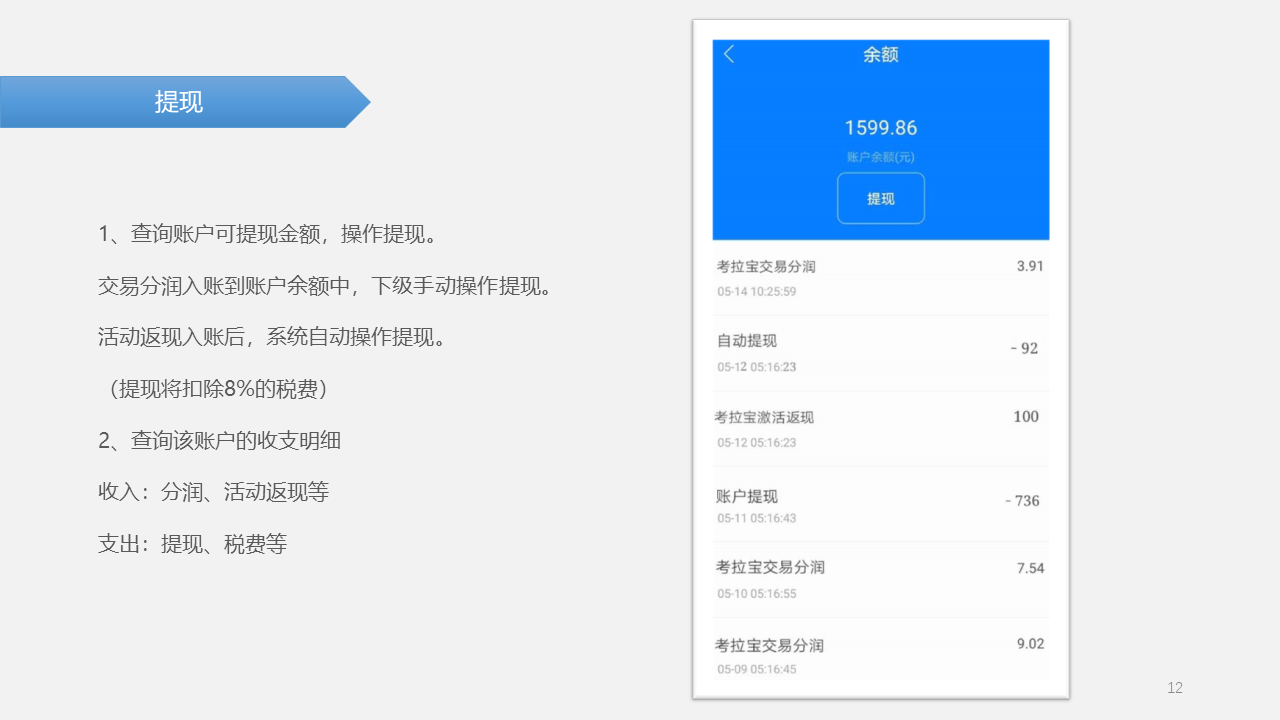 提现
1、查询账户可提现金额，操作提现。
交易分润入账到账户余额中，下级手动操作提现。
活动返现入账后，系统自动操作提现。
（提现将扣除8%的税费）
2、查询该账户的收支明细
收入：分润、活动返现等
支出：提现、税费等
余额
1599.86
账户余额(元)
提现
考拉宝交易分润 3.91
05-14 10:25:59
自动提现 - 92
05-12 05:16:23
考拉宝激活返现 100
05-12 05:16:23
账户提现 - 736
05-11 05:16:43
考拉宝交易分润 7.54
05-10 05:16:55
考拉宝交易分润 9.02
05-09 05:16:45
12